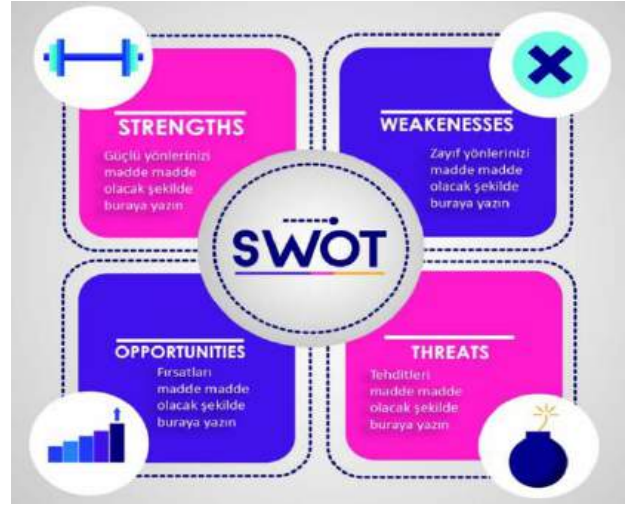 STRENGTHS
Güçlü yönlerinizi
madde madde
olacak şekilde
buraya yazın
WEAKENESSES
Zayıf yönlerinizi
madde madde
olacak şekilde
buraya yazın
SWOT
OPPORTUNITIES
Fırsatları
madde madde
olacak şekilde
buraya yazın
THREATS
Tehditleri
madde madde
olacak şekilde
buraya yazın